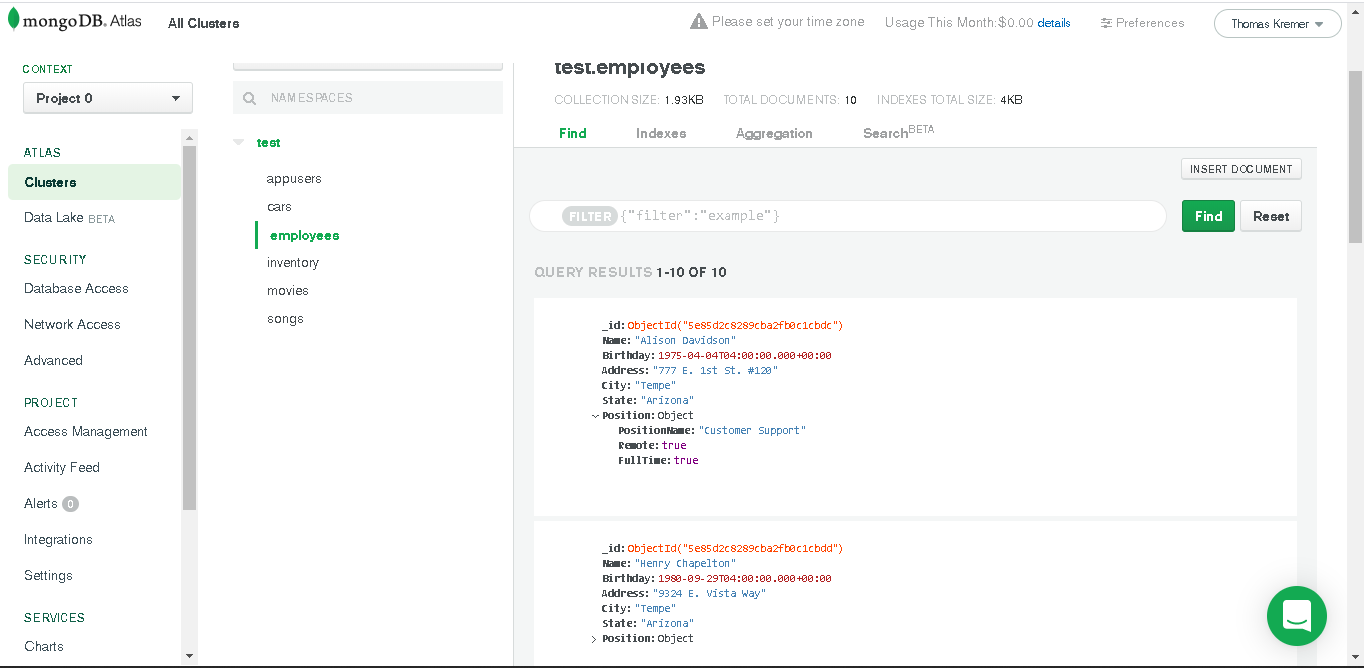 mongoDB. Atlas
All Clusters
Please set your time zone
Usage This Month:$0.00 details
Preferences
Thomas Kremer
CONTEXT
Project 0
ATLAS
Clusters
Data Lake BETA
SECURITY
Database Access
Network Access
Advanced
PROJECT
Access Management
Activity Feed
Alerts 0
Integrations
Settings
SERVICES
Charts
NAMESPACES
test
appusers
cars
employees
inventory
movies
songs
test.employees
COLLECTION SIZE: 1.93KB TOTAL DOCUMENTS: 10 INDEXES TOTAL SIZE: 4KB
Find Indexes Aggregation Search BETA
INSERT DOCUMENT
FILTER {"filter":"example"}
Find
Reset
QUERY RESULTS 1-10 OF 10
_id:ObjectId("5e85d2c8289cba2fb0c1cbdc")
Name:"Alison Davidson"
Birthday:1975-04-04T04:00:00.000+00:00
Address:"777 E. 1st St. #120"
City:"Tempe"
State:"Arizona"
Position:Object
PositionName:"Customer Support"
Remote:true
FullTime:true
_id:ObjectId("5e85d2c8289cba2fb0c1cbdd")
Name:"Henry Chapelton"
Birthday:1980-09-29T04:00:00.000+00:00
Address:"9324 E. Vista Way"
City:"Tempe"
State:"Arizona"
Position:Object